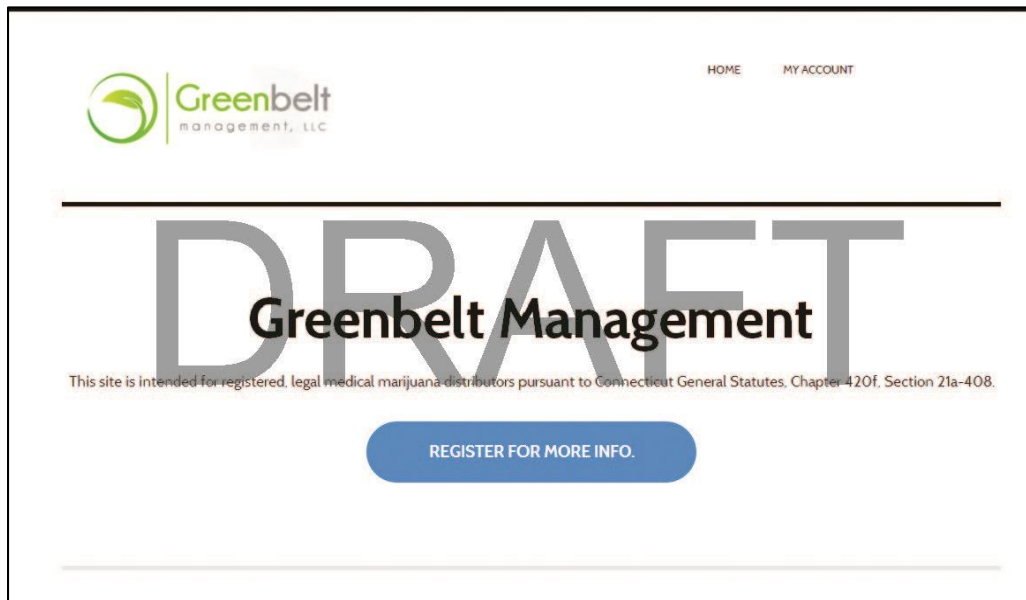 HOME MY ACCOUNT
Greenbelt
management, LLC
DRAFT
Greenbelt Management
This site is intended for registered, legal medical marijuana distributors pursuant to Connecticut General Statutes, Chapter 420f, Section 21a-408.
REGISTER FOR MORE INFO.